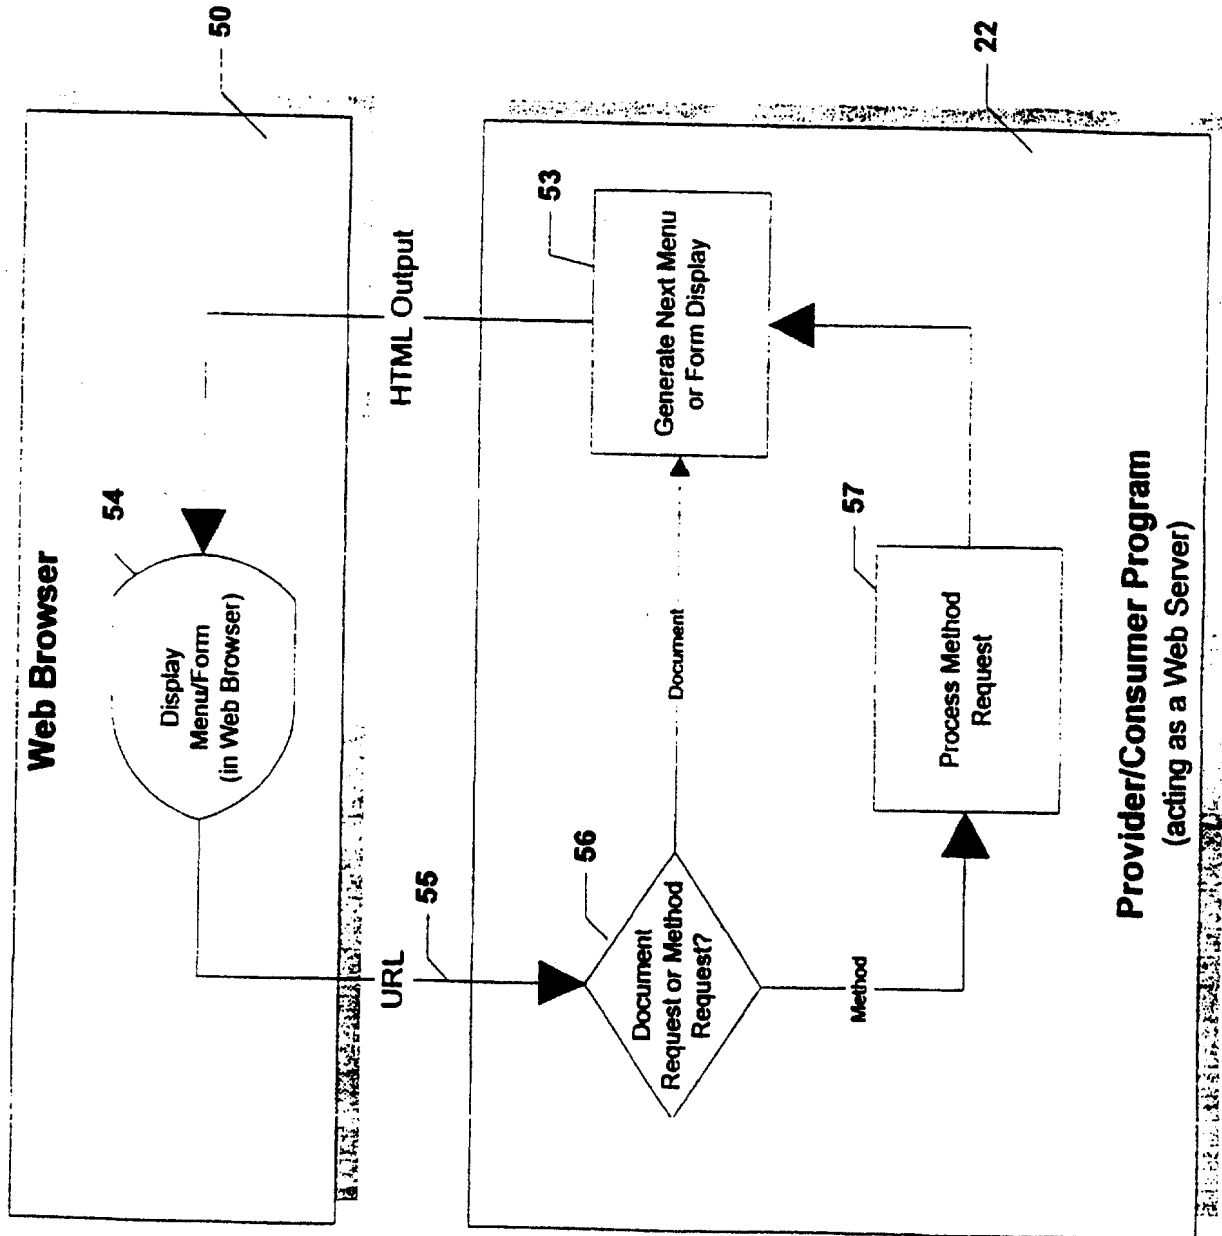 Web Browser
50
54
Display
Menu/Form
(in Web Browser)
URL
55
HTML Output
56
Document
Request or Method
Request?
Document
53
Generate Next Menu
or Form Display
Method
57
Process Method
Request
22
Provider/Consumer Program
(acting as a Web Server)